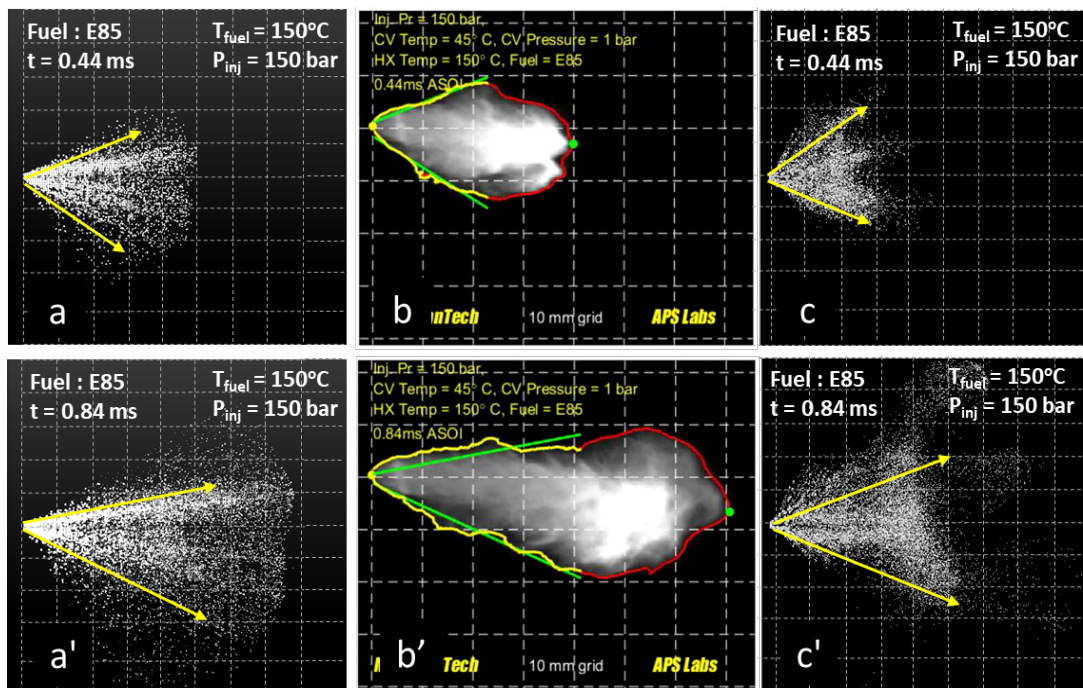 Fuel : E85
t = 0.44 ms
T_fuel = 150°C
P_inj = 150 bar
a
Inj. Pr = 150 bar,
CV Temp = 45° C, CV Pressure = 1 bar
HX Temp = 150° C, Fuel = E85
0.44ms ASOI
b
10 mm grid
APS Labs
Fuel : E85
t = 0.44 ms
T_fuel = 150°C
P_inj = 150 bar
c
Fuel : E85
t = 0.84 ms
T_fuel = 150°C
P_inj = 150 bar
a'
Inj. Pr = 150 bar,
CV Temp = 45° C, CV Pressure = 1 bar
HX Temp = 150° C, Fuel = E85
0.84ms ASOI
b'
Tech
10 mm grid
APS Labs
Fuel : E85
t = 0.84 ms
T_fuel = 150°C
P_inj = 150 bar
c'